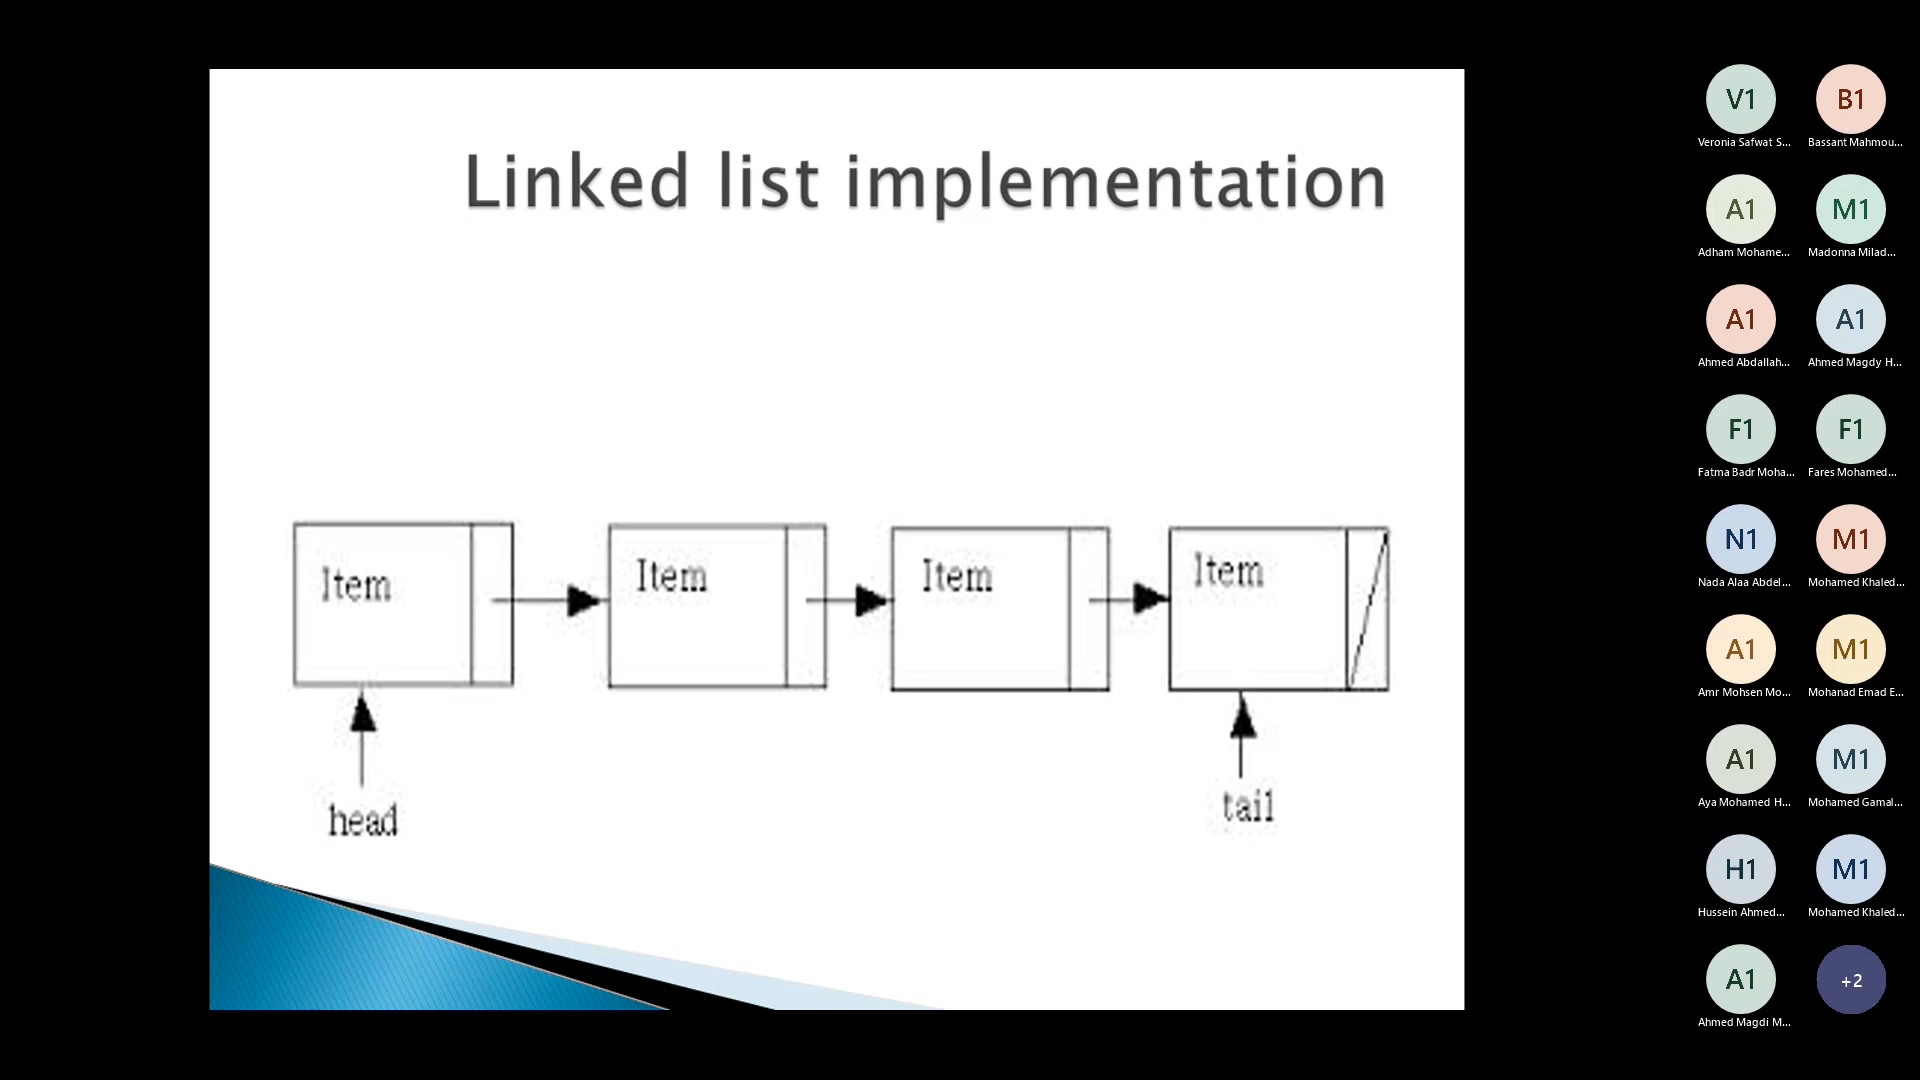 Linked list implementation
Item
Item
Item
Item
head
tail
V1
B1
Veronia Safwat S...
Bassant Mahmou...
A1
M1
Adham Mohame...
Madonna Milad...
A1
A1
Ahmed Abdallah...
Ahmed Magdy H...
F1
F1
Fatma Badr Moha...
Fares Mohamed...
N1
M1
Nada Alaa Abdel...
Mohamed Khaled...
A1
M1
Amr Mohsen Mo...
Mohanad Emad E...
A1
M1
Aya Mohamed H...
Mohamed Gamal...
H1
M1
Hussein Ahmed...
Mohamed Khaled...
A1
+2
Ahmed Magdi M...